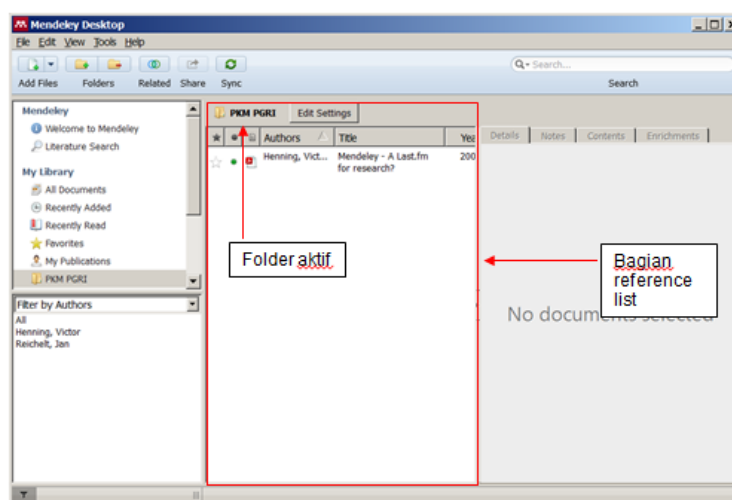 Mendeley Desktop
File Edit View Tools Help
Add Files Folders Related Share Sync
Search...
Search
Mendeley
Welcome to Mendeley
Literature Search
My Library
All Documents
Recently Added
Recently Read
Favorites
My Publications
PKM PGRI
Filter by Authors
All
Henning, Victor
Reichelt, Jan
PKM PGRI Edit Settings
Authors Title Yea
Henning, Vict... Mendeley - A Last.fm 200
for research?
Folder aktif
Details Notes Contents Enrichments
Bagian
reference
list
No documents selected